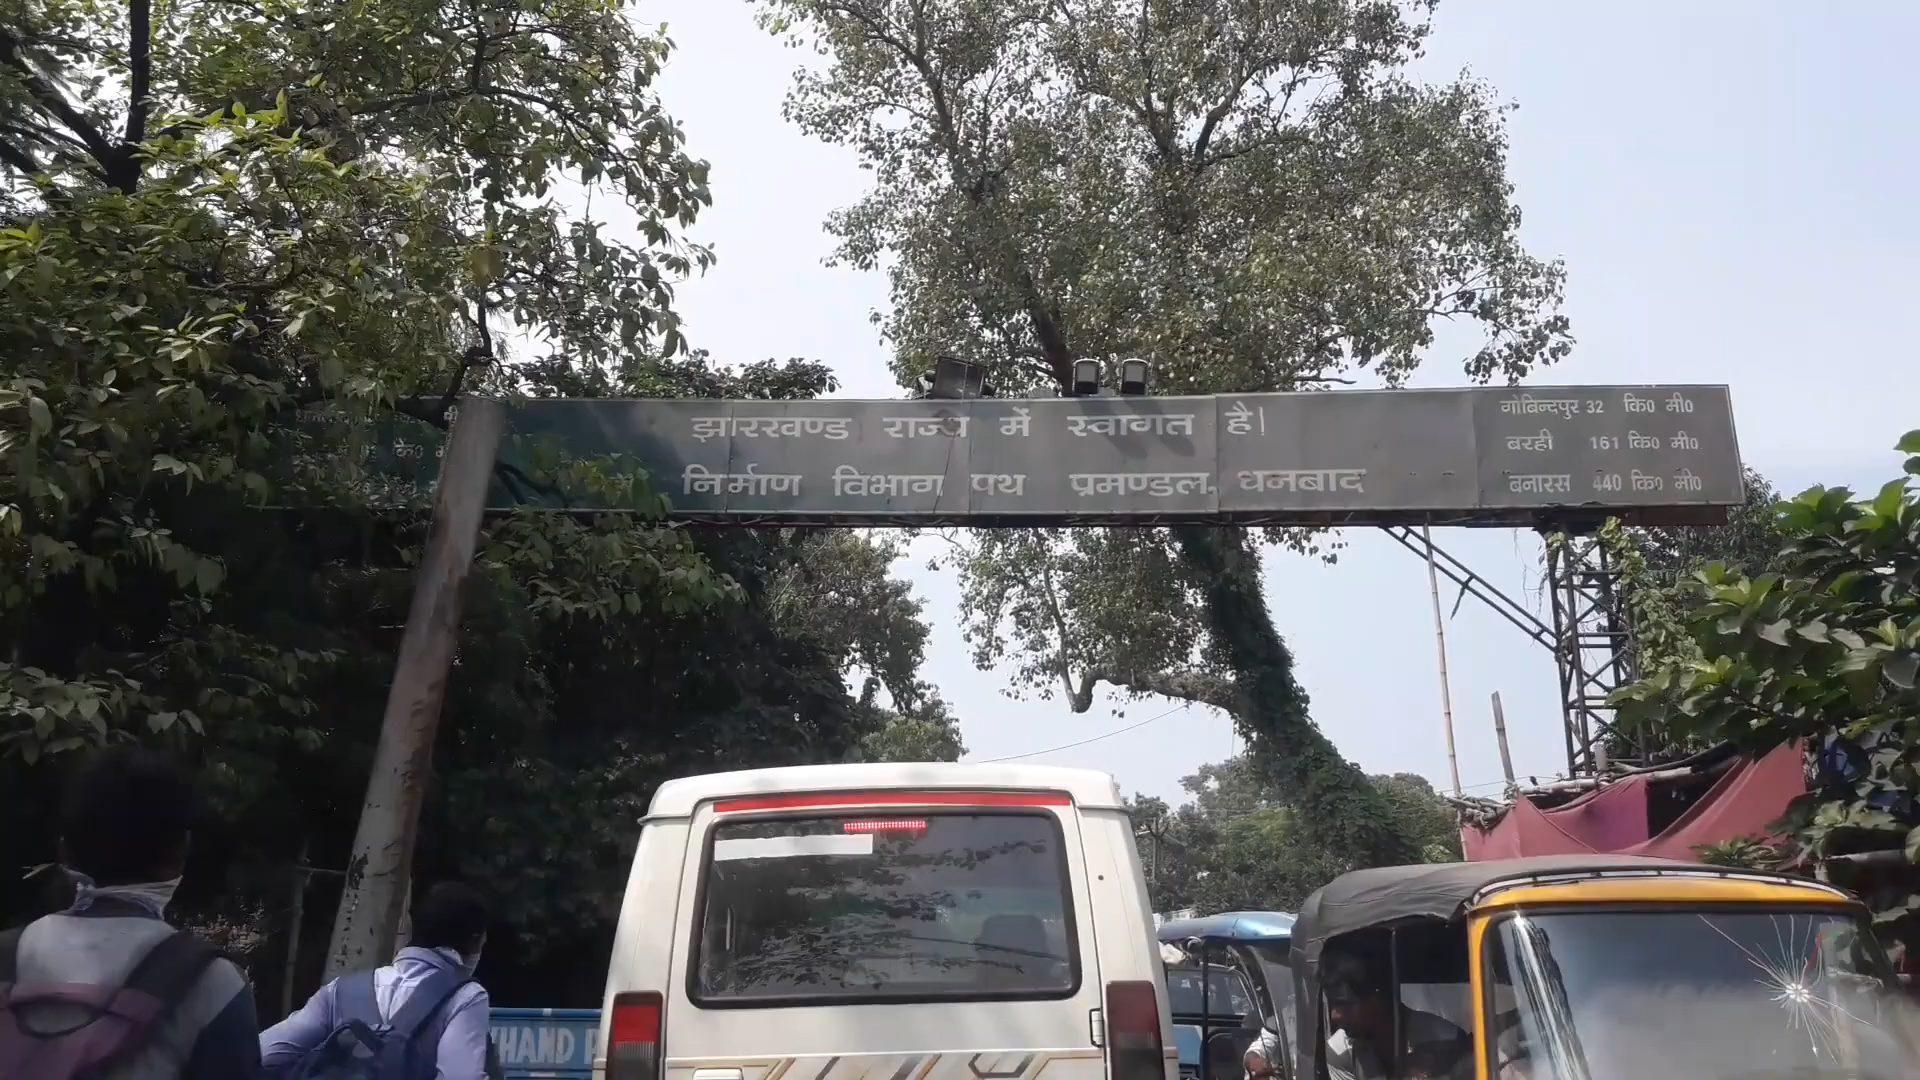 झारखण्ड राज्य में स्वागत है।
निर्माण विभाग पथ प्रमण्डल, धनबाद
गोबिन्दपुर 32 कि0 मी0
बरही 161 कि0 मी0
बनारस 440 कि0 मी0